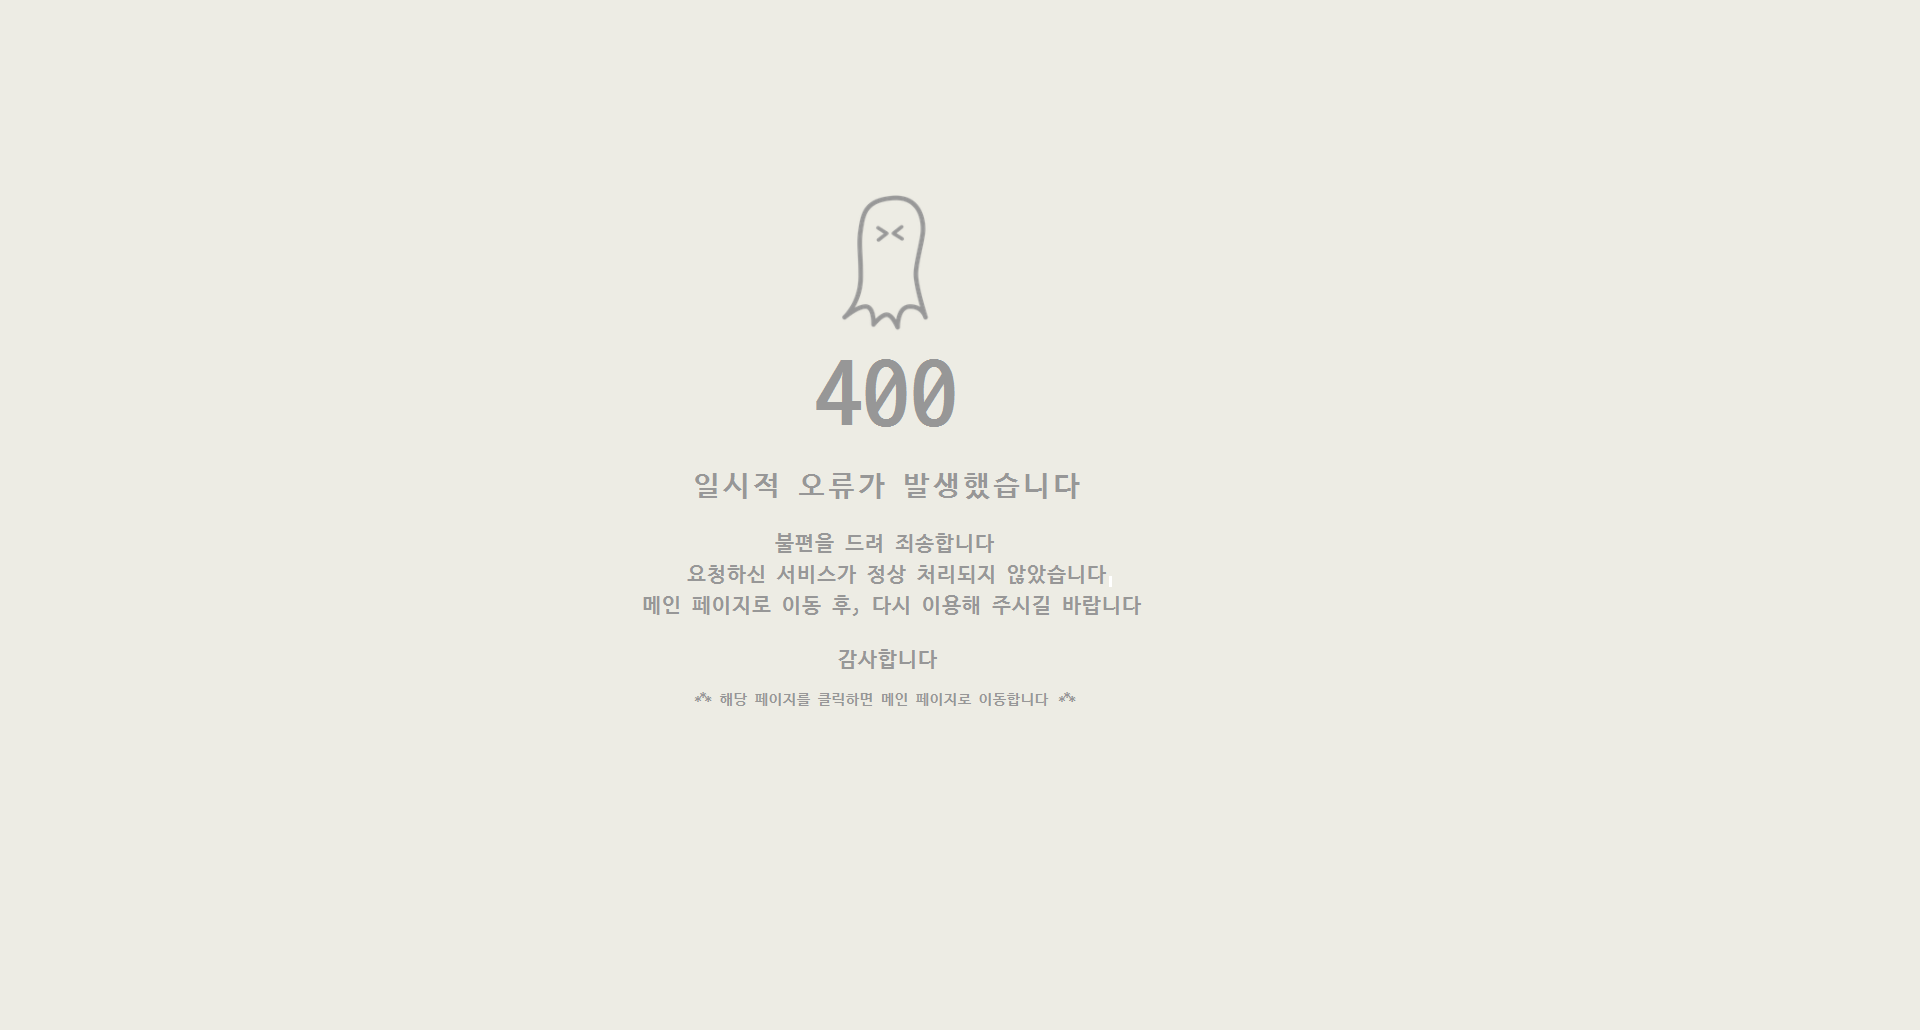 400
일시적 오류가 발생했습니다
불편을 드려 죄송합니다
요청하신 서비스가 정상 처리되지 않았습니다
메인 페이지로 이동 후, 다시 이용해 주시길 바랍니다
감사합니다
⁂ 해당 페이지를 클릭하면 메인 페이지로 이동합니다 ⁂